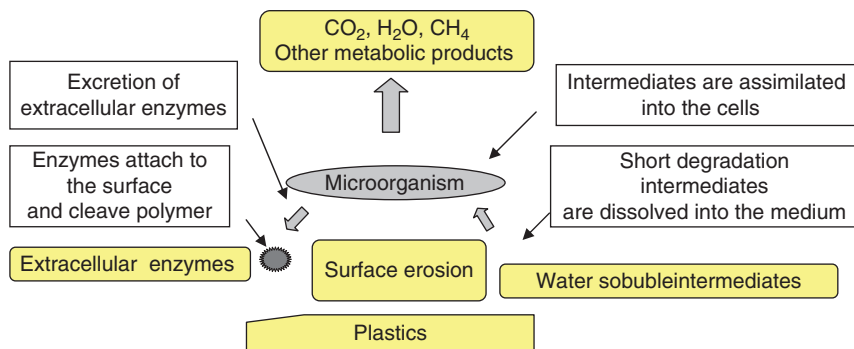 CO₂, H₂O, CH₄
Other metabolic products
Excretion of
extracellular enzymes
Intermediates are assimilated
into the cells
Enzymes attach to
the surface
and cleave polymer
Microorganism
Short degradation
intermediates
are dissolved into the medium
Extracellular enzymes
Surface erosion
Water sobubleintermediates
Plastics